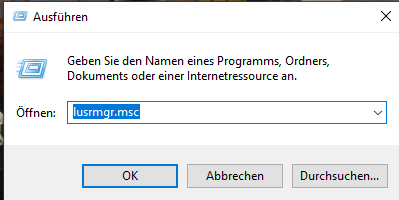 Ausführen
Geben Sie den Namen eines Programms, Ordners,
Dokuments oder einer Internetressource an.
Öffnen: lusrmgr.msc
OK Abbrechen Durchsuchen...